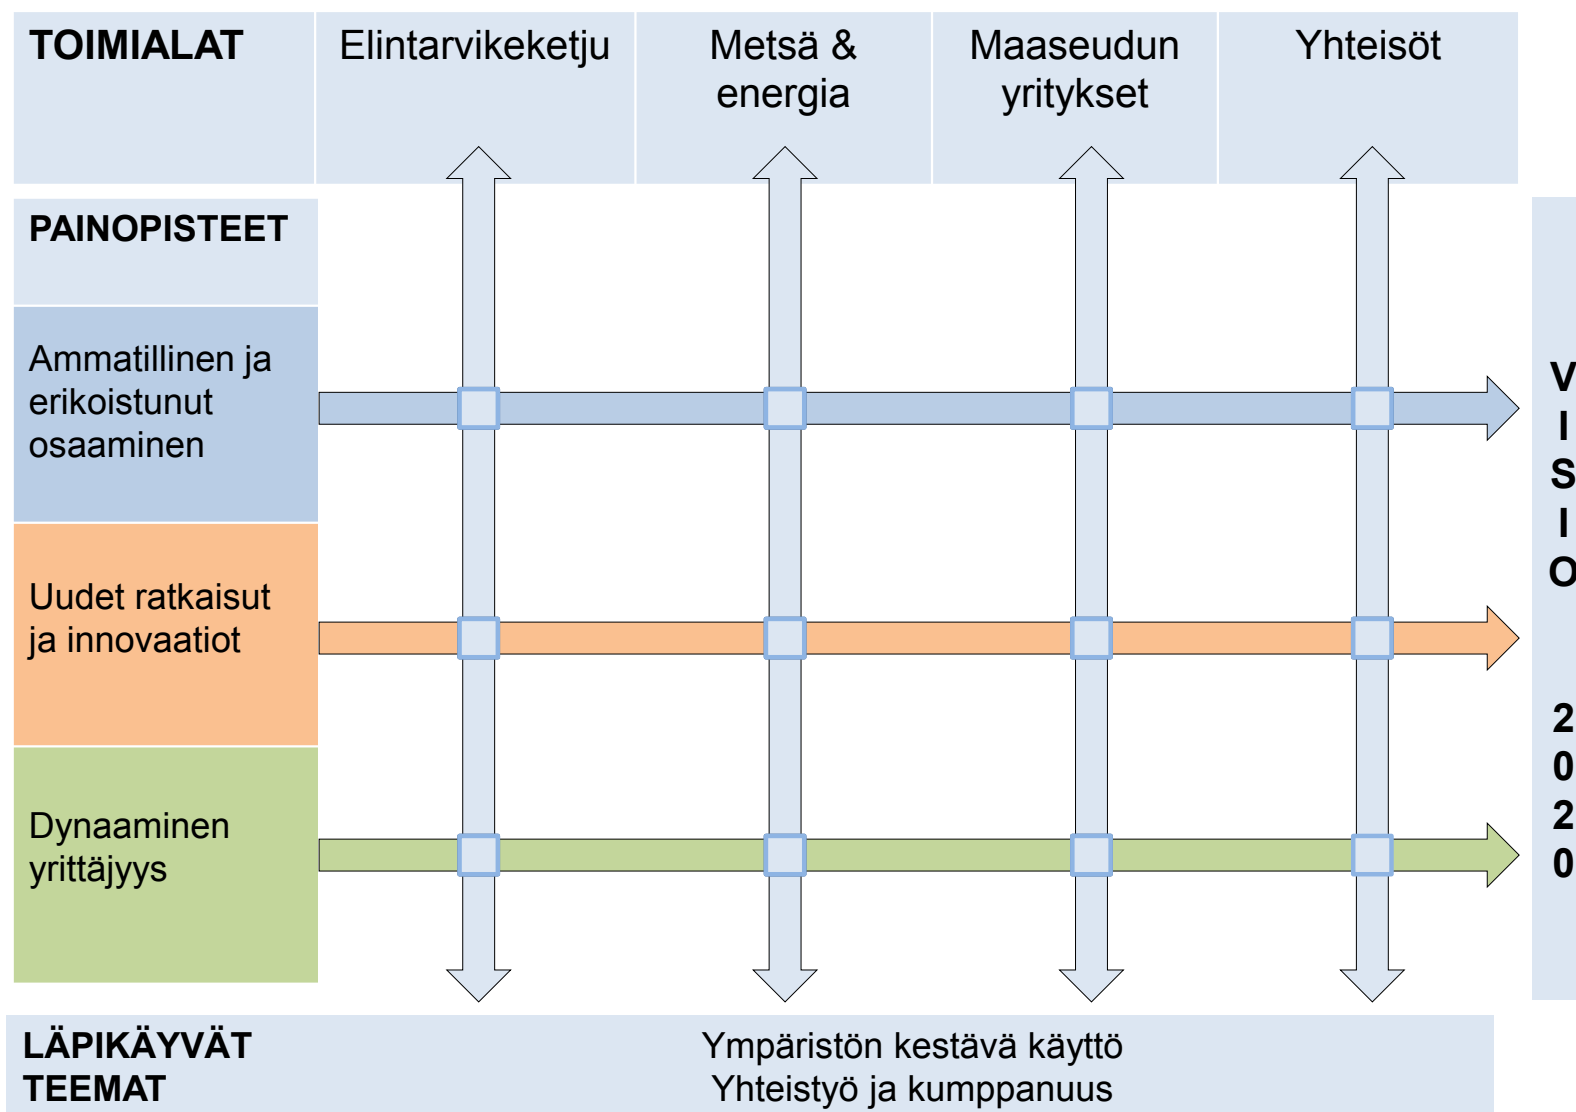 TOIMIALAT
Elintarvikeketju
Metsä &
energia
Maaseudun
yritykset
Yhteisöt
PAINOPISTEET
Ammatillinen ja
erikoistunut
osaaminen
Uudet ratkaisut
ja innovaatiot
Dynaaminen
yrittäjyys
V
I
S
I
O
2
0
2
0
LÄPIKÄYVÄT
TEEMAT
Ympäristön kestävä käyttö
Yhteistyö ja kumppanuus